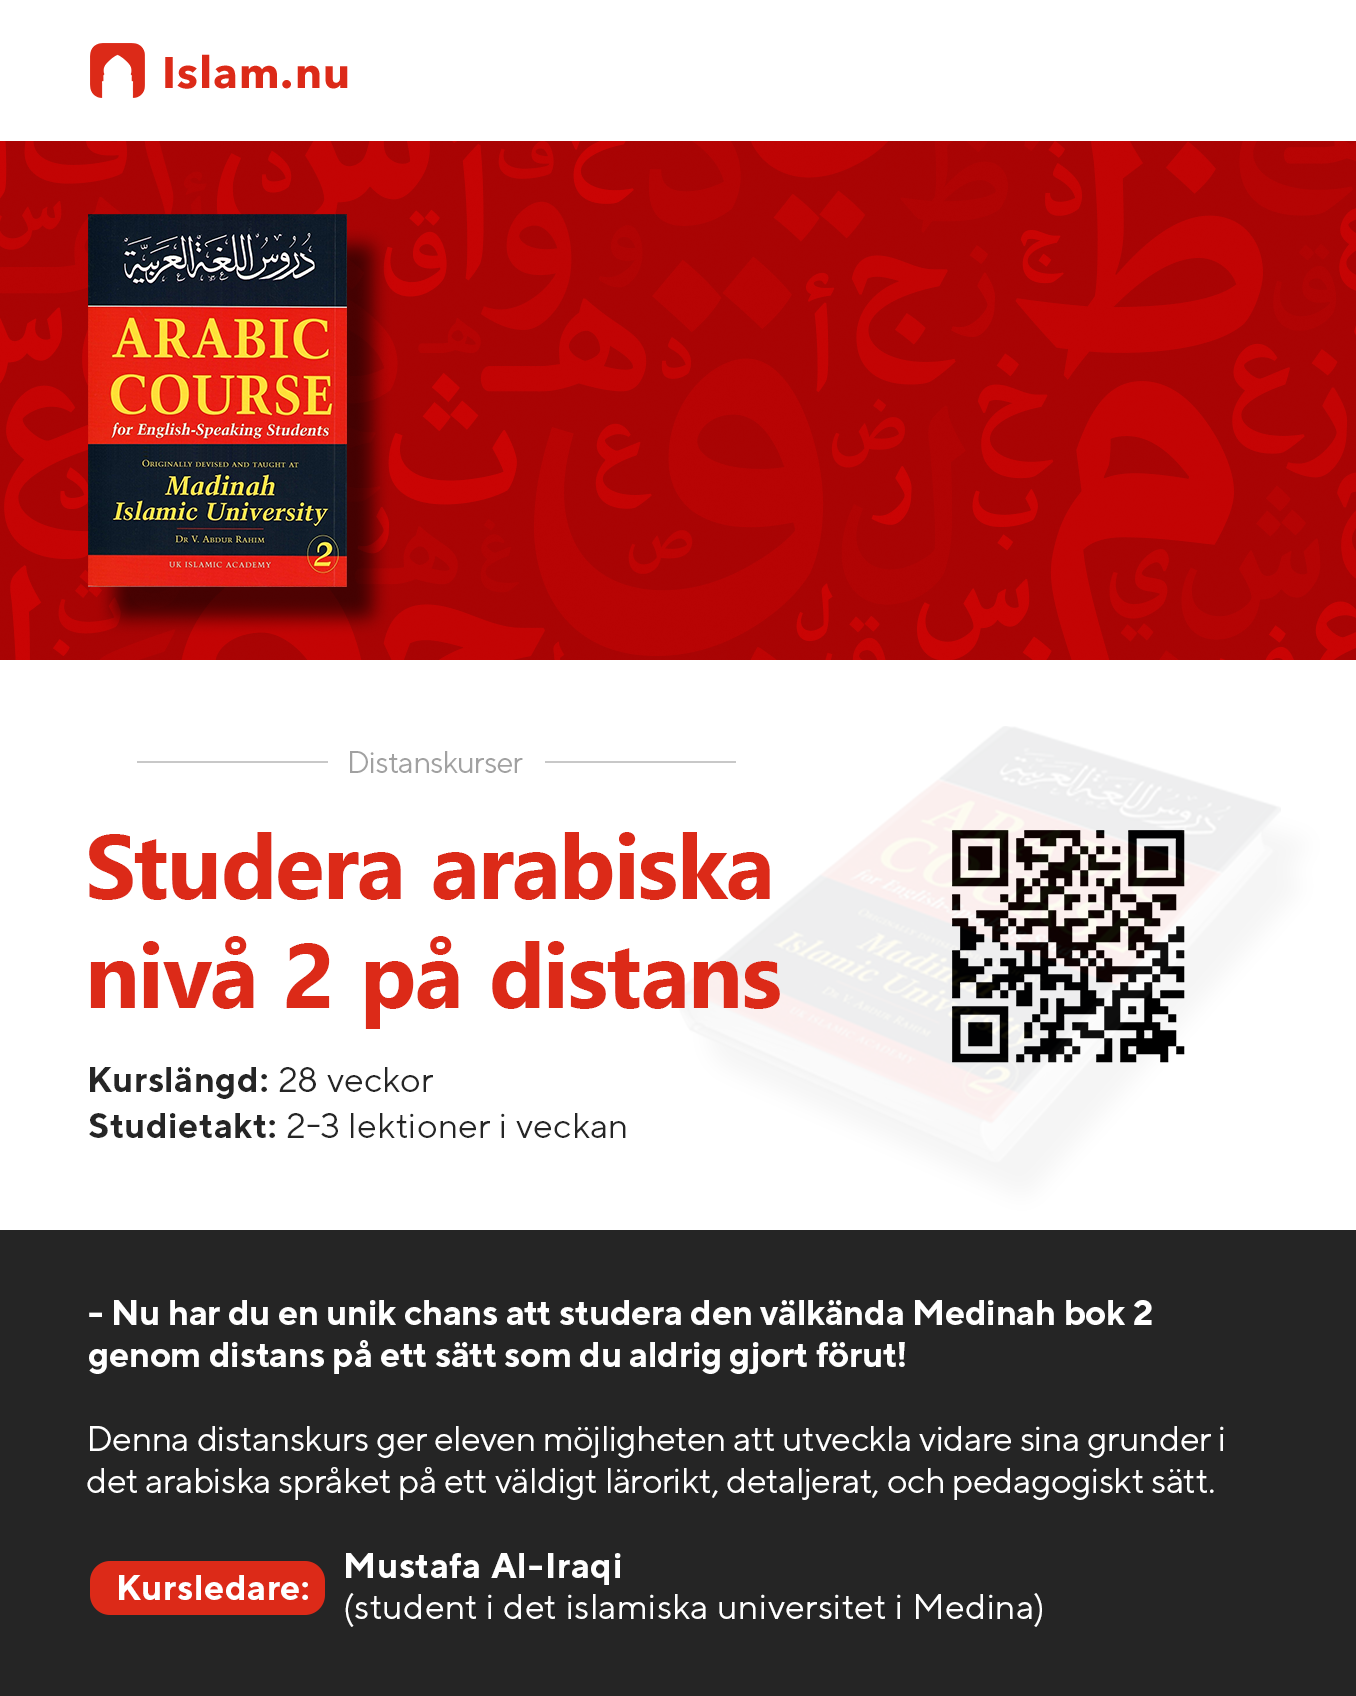 Islam.nu
دُرُوسُ اللُّغَةِ العَرَبِيَّةِ
ARABIC
COURSE
for English-Speaking Students
ORIGINALLY DEVISED AND TAUGHT AT
Madinah
Islamic University
DR V. ABDUR RAHIM
UK ISLAMIC ACADEMY
2
Distanskurser
Studera arabiska
nivå 2 på distans
Kurslängd: 28 veckor
Studietakt: 2-3 lektioner i veckan
- Nu har du en unik chans att studera den välkända Medinah bok 2
genom distans på ett sätt som du aldrig gjort förut!
Denna distanskurs ger eleven möjligheten att utveckla vidare sina grunder i
det arabiska språket på ett väldigt lärorikt, detaljerat, och pedagogiskt sätt.
Kursledare:
Mustafa Al-Iraqi
(student i det islamiska universitet i Medina)